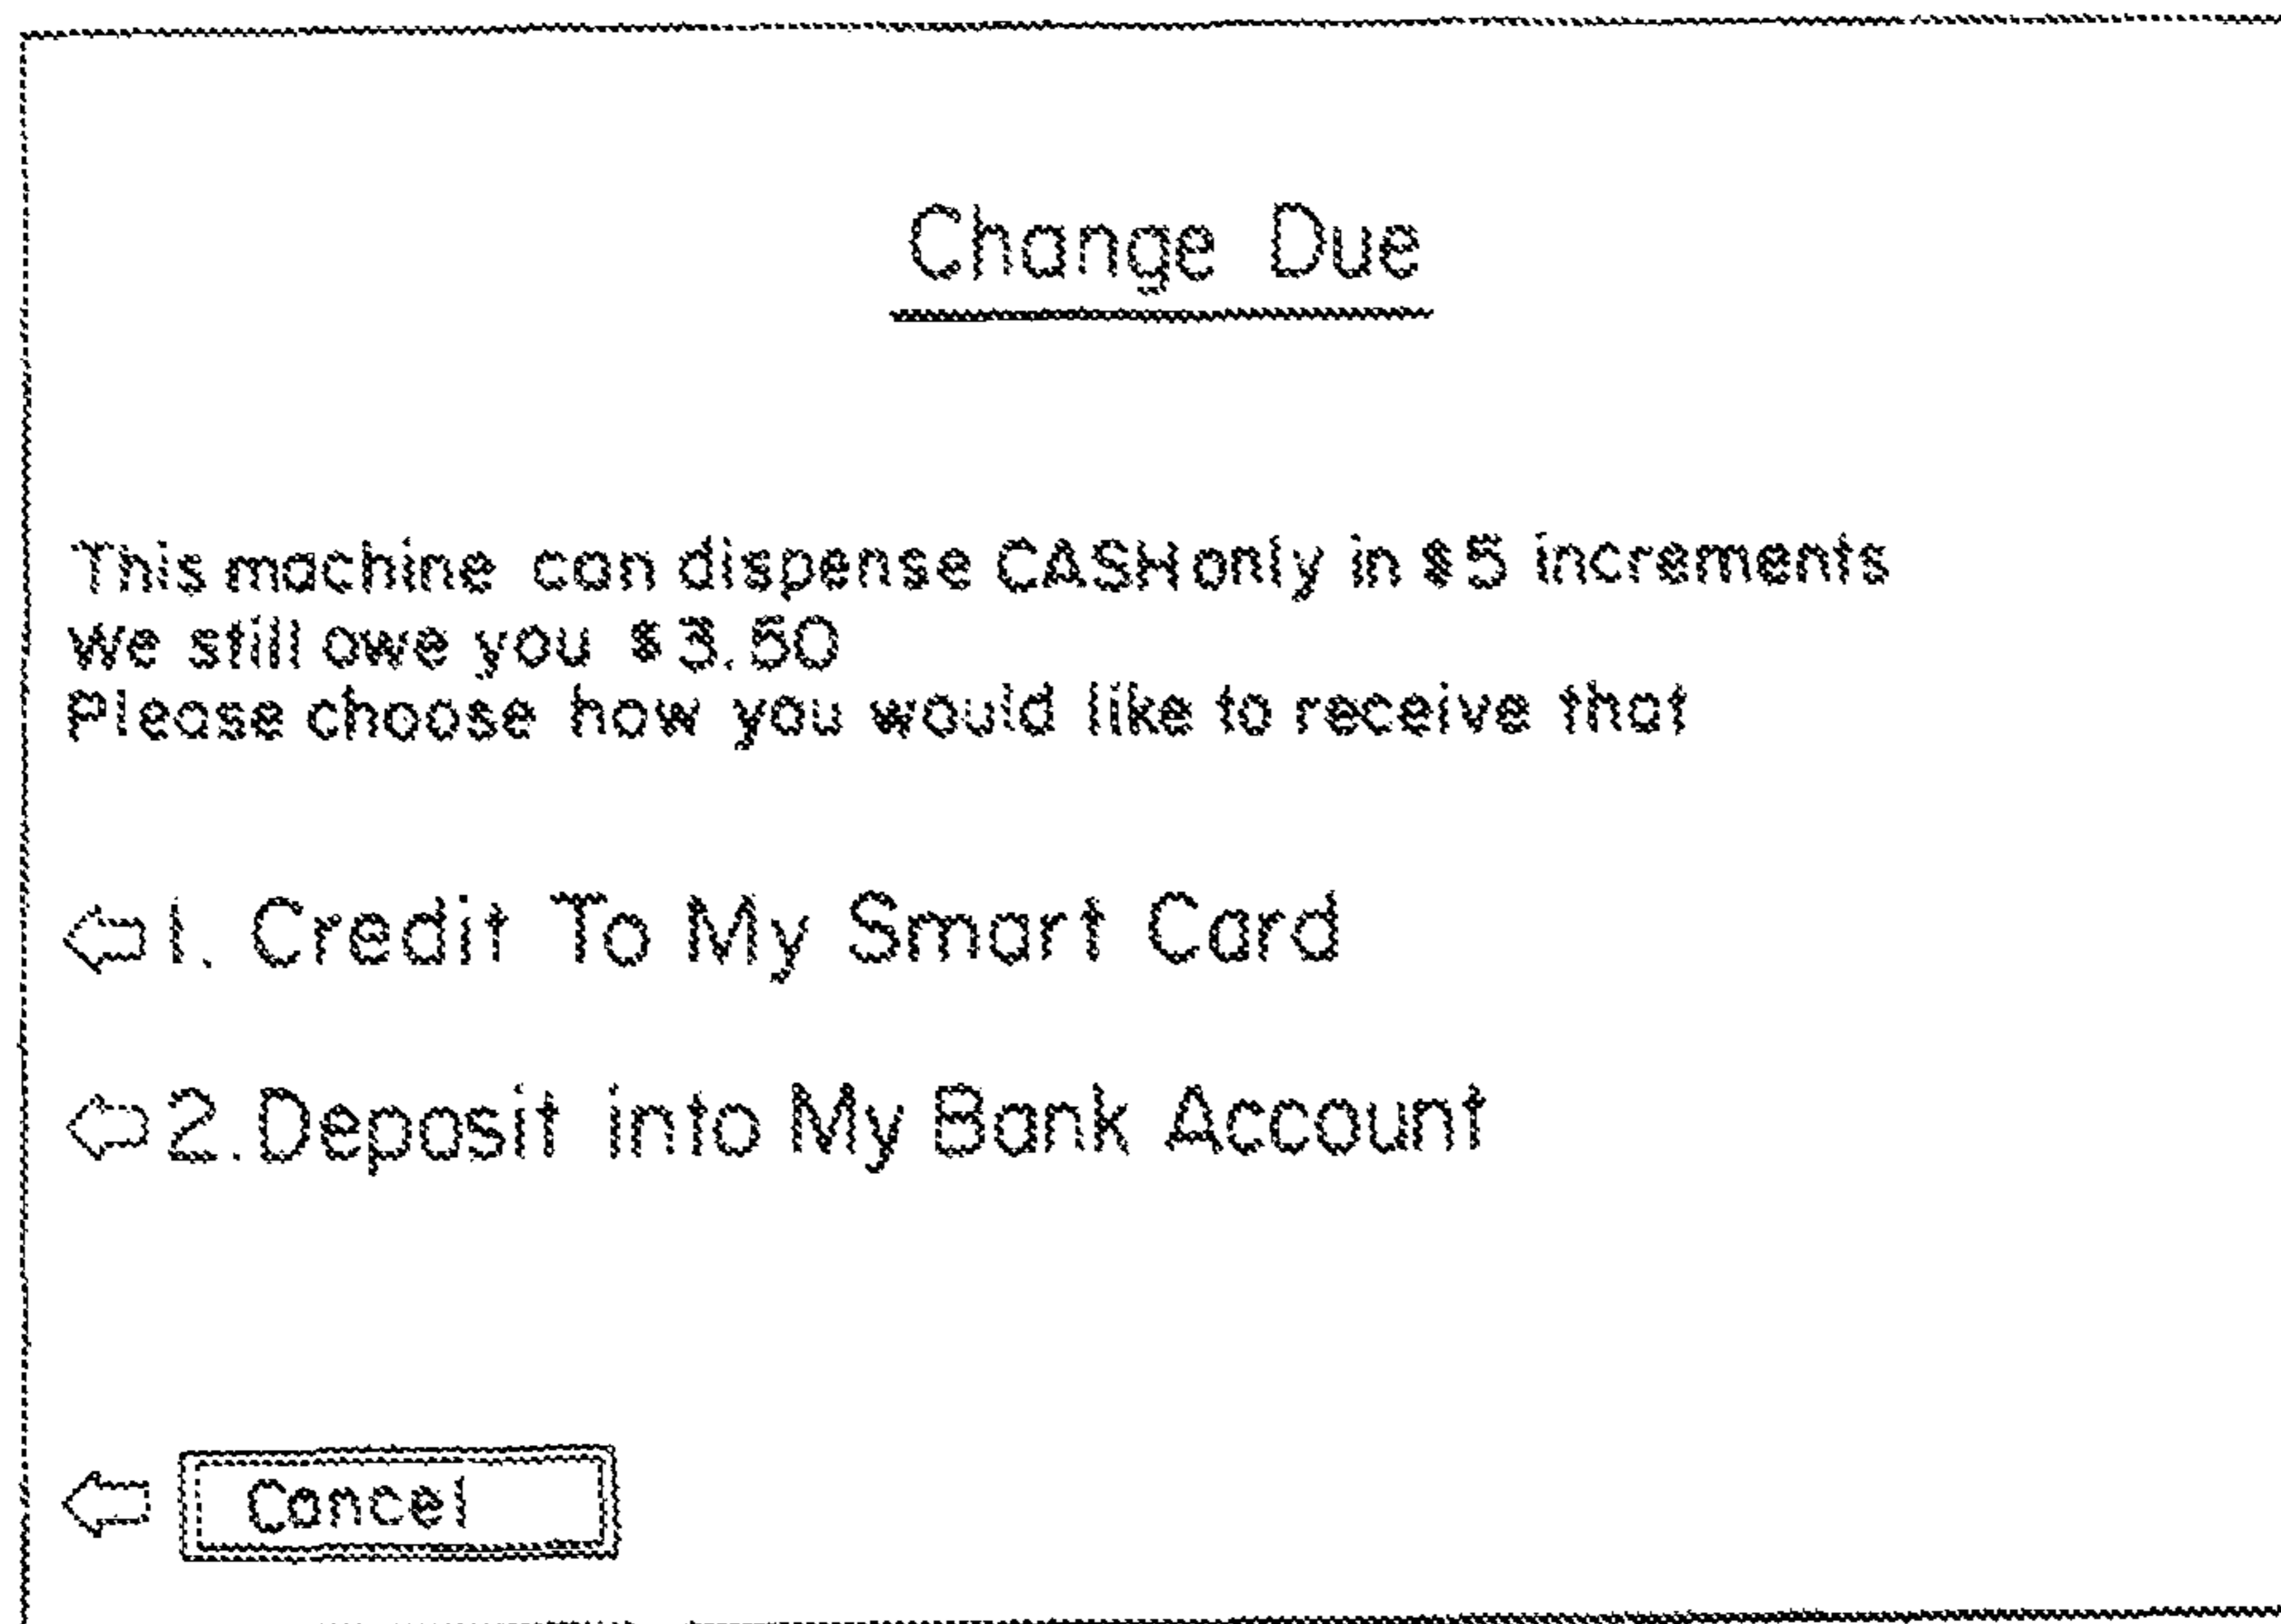 Change Due
This machine can dispense CASH only in $5 increments
we still owe you $3.50
Please choose how you would like to receive that
1. Credit To My Smart Card
2. Deposit into My Bank Account
Cancel